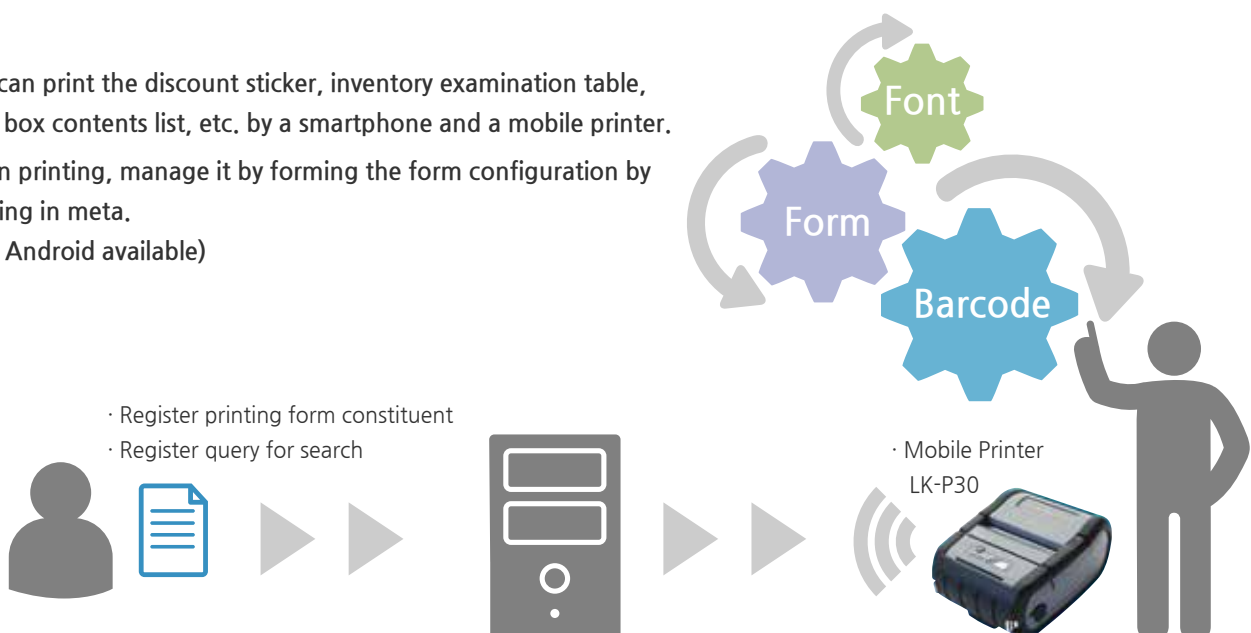 can print the discount sticker, inventory examination table,
box contents list, etc. by a smartphone and a mobile printer.
n printing, manage it by forming the form configuration by
ing in meta.
Android available)
Font
Form
Barcode
· Register printing form constituent
· Register query for search
· Mobile Printer
LK-P30